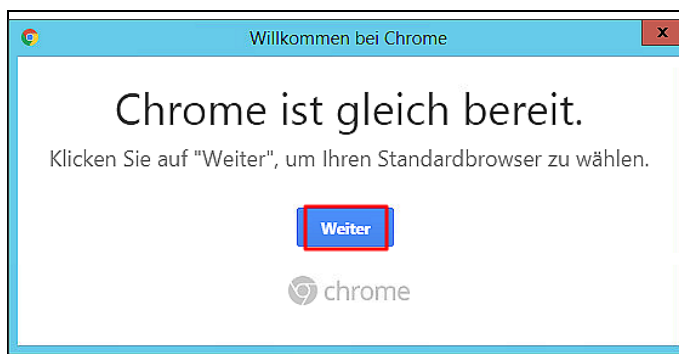 Willkommen bei Chrome
x
Chrome ist gleich bereit.
Klicken Sie auf "Weiter", um Ihren Standardbrowser zu wählen.
Weiter
chrome